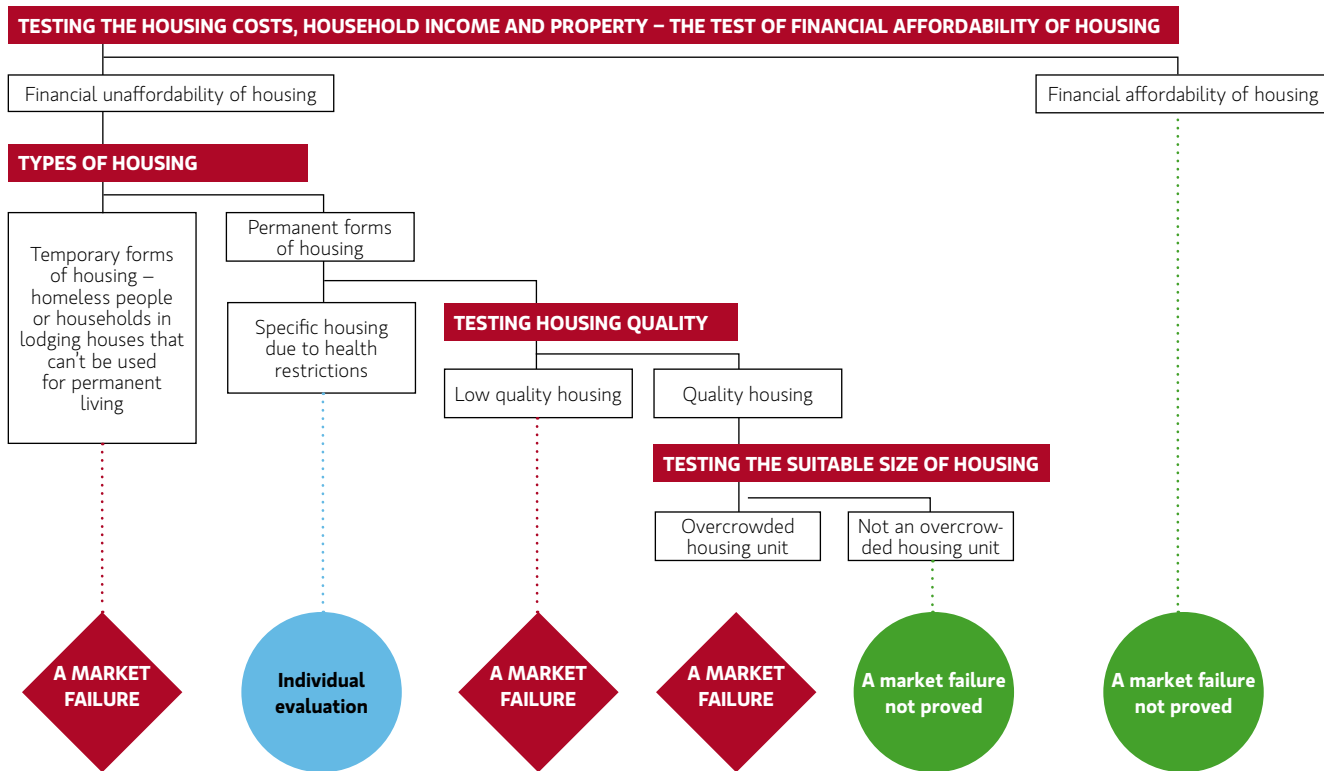 TESTING THE HOUSING COSTS, HOUSEHOLD INCOME AND PROPERTY – THE TEST OF FINANCIAL AFFORDABILITY OF HOUSING
Financial unaffordability of housing
Financial affordability of housing
TYPES OF HOUSING
Temporary forms
of housing –
homeless people
or households in
lodging houses that
can't be used
for permanent
living
Permanent forms
of housing
Specific housing
due to health
restrictions
TESTING HOUSING QUALITY
Low quality housing
Quality housing
TESTING THE SUITABLE SIZE OF HOUSING
Overcrowded
housing unit
Not an overcrow-
ded housing unit
A MARKET
FAILURE
Individual
evaluation
A MARKET
FAILURE
A MARKET
FAILURE
A market failure
not proved
A market failure
not proved